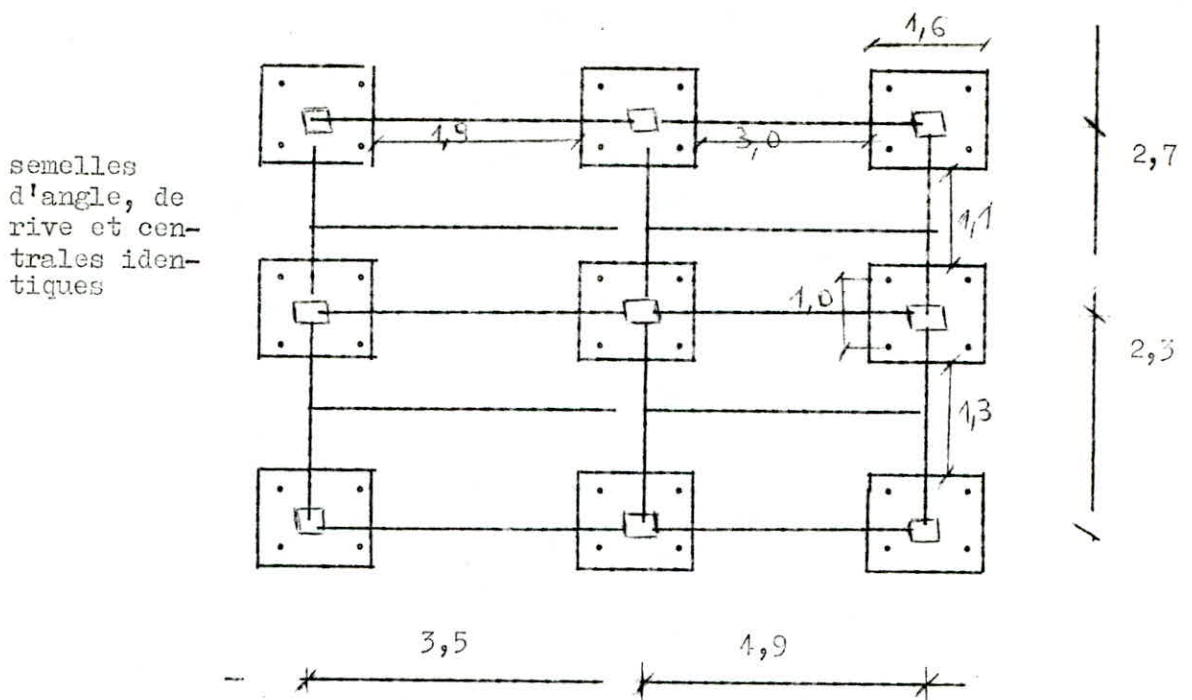 1,6
1,9
3,0
2,7
semelles
d'angle, de
rive et cen-
trales iden-
tiques
1,1
1,0
2,3
1,3
3,5
4,9